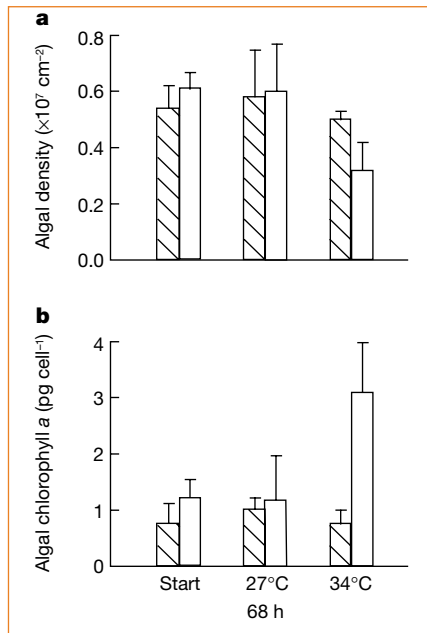 a
Algal density (×10⁷ cm⁻²)
0.8
0.6
0.4
0.2
0.0
b
Algal chlorophyll a (pg cell⁻¹)
4
3
2
1
0
Start 27°C 34°C
68 h